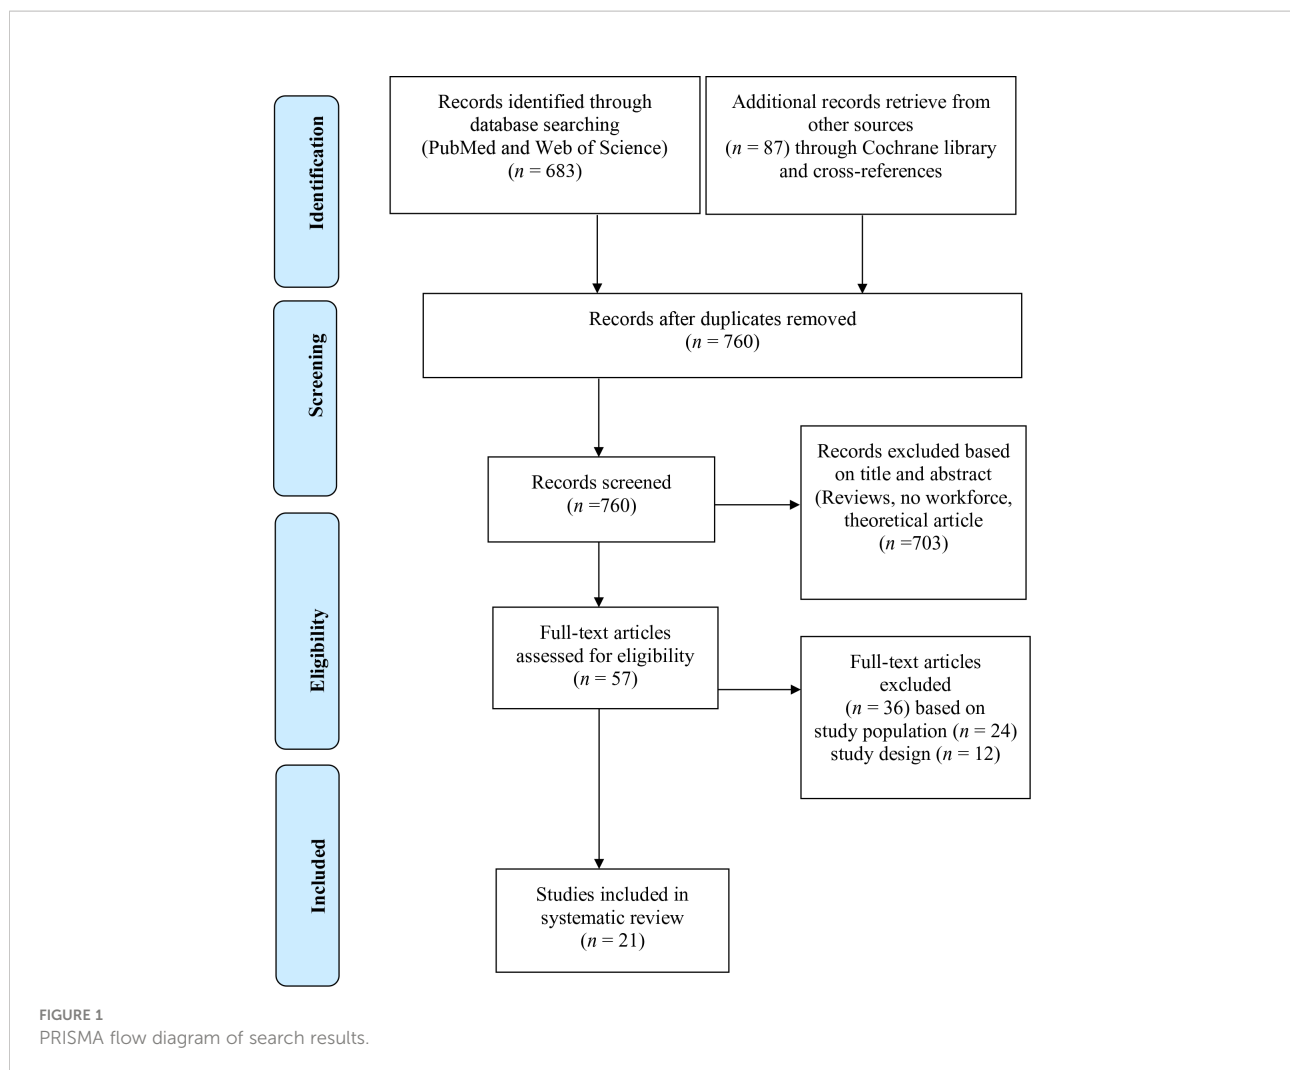 Identification
Records identified through
database searching
(PubMed and Web of Science)
(n = 683)
Additional records retrieve from
other sources
(n = 87) through Cochrane library
and cross-references
Screening
Records after duplicates removed
(n = 760)
Records screened
(n =760)
Records excluded based
on title and abstract
(Reviews, no workforce,
theoretical article
(n =703)
Eligibility
Full-text articles
assessed for eligibility
(n = 57)
Full-text articles
excluded
(n = 36) based on
study population (n = 24)
study design (n = 12)
Included
Studies included in
systematic review
(n = 21)
FIGURE 1
PRISMA flow diagram of search results.